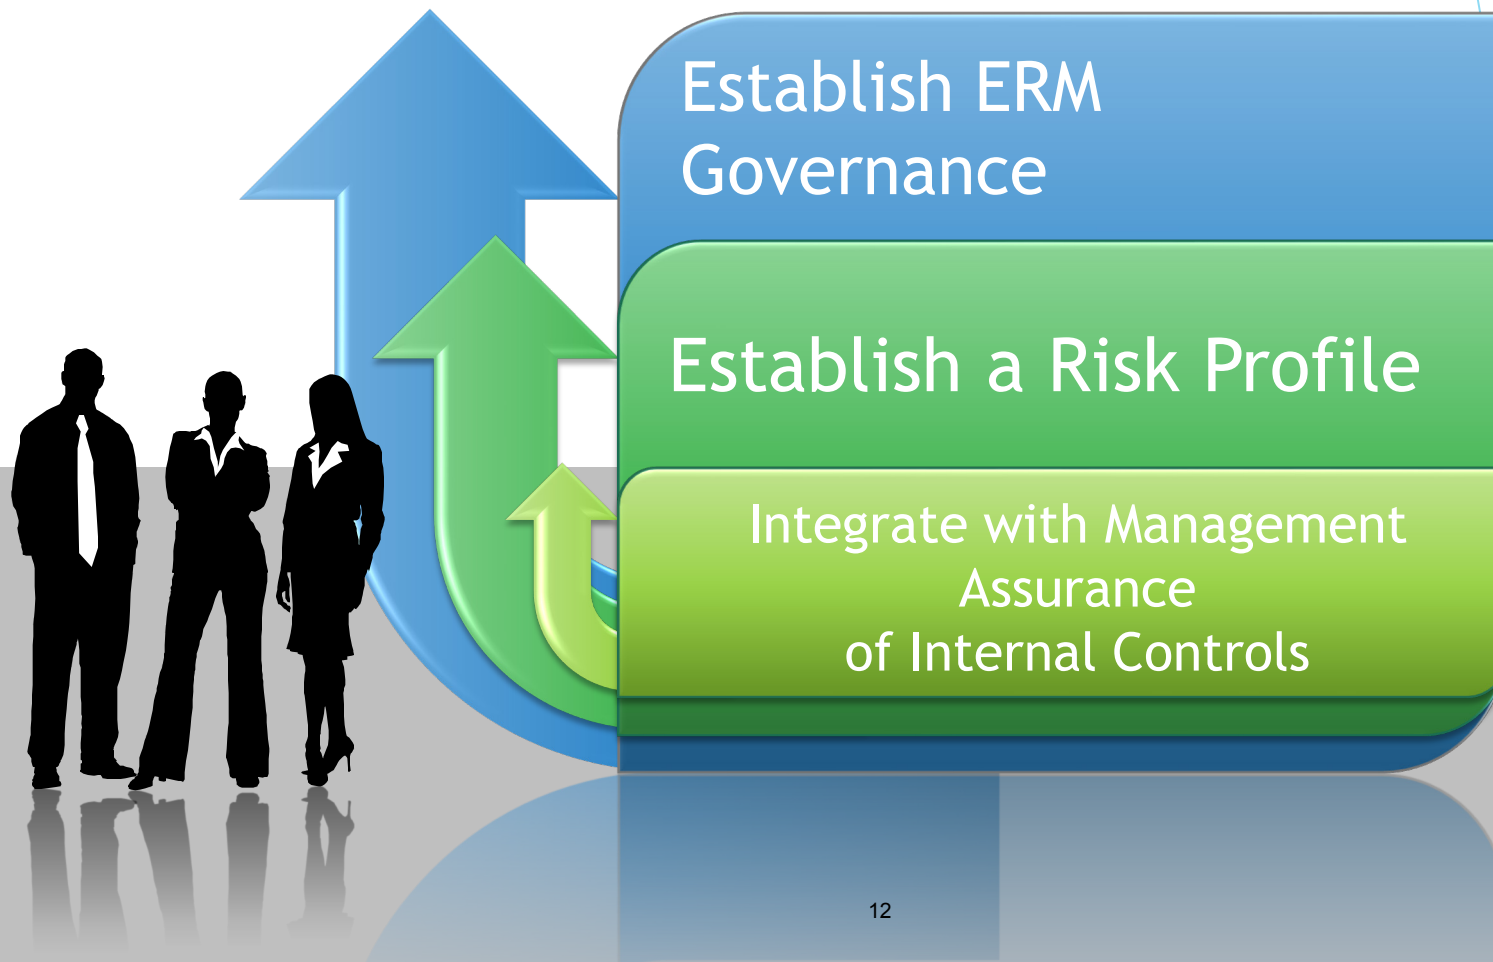 Establish ERM
Governance
Establish a Risk Profile
Integrate with Management
Assurance
of Internal Controls
12